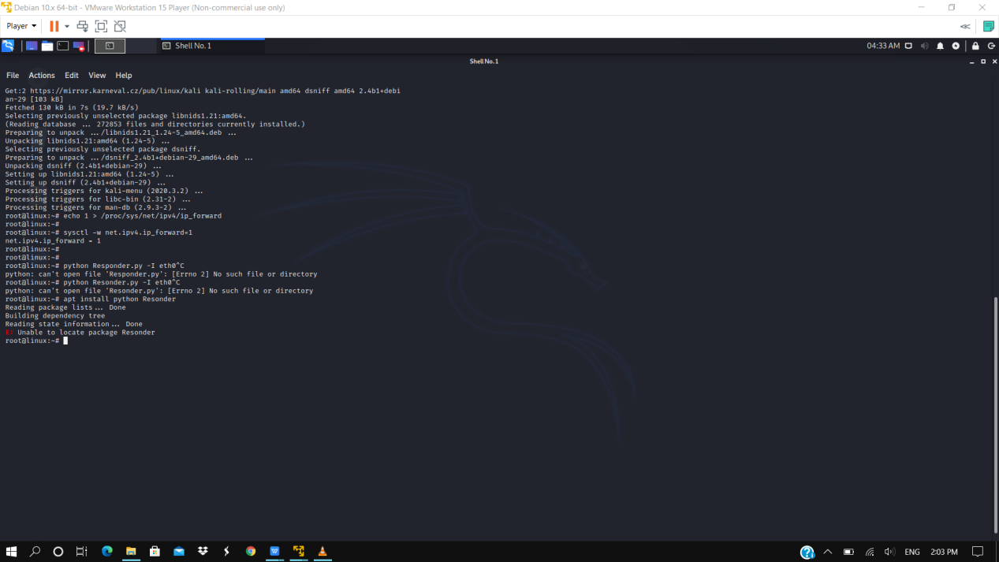 Debian 10.x 64-bit - VMware Workstation 15 Player (Non-commercial use only)
Player
Shell No. 1
04:33 AM
Shell No. 1
File Actions Edit View Help
Get:2 https://mirror.karneval.cz/pub/linux/kali kali-rolling/main amd64 dsniff amd64 2.4b1+debi
an-29 [103 kB]
Fetched 130 kB in 7s (19.7 kB/s)
Selecting previously unselected package libnids1.21:amd64.
(Reading database ... 272853 files and directories currently installed.)
Preparing to unpack .../libnids1.21_1.24-5_amd64.deb ...
Unpacking libnids1.21:amd64 (1.24-5) ...
Selecting previously unselected package dsniff.
Preparing to unpack .../dsniff_2.4b1+debian-29_amd64.deb ...
Unpacking dsniff (2.4b1+debian-29) ...
Setting up libnids1.21:amd64 (1.24-5) ...
Setting up dsniff (2.4b1+debian-29) ...
Processing triggers for kali-menu (2020.3.2) ...
Processing triggers for libc-bin (2.31-2) ...
Processing triggers for man-db (2.9.3-2) ...
root@linux:~# echo 1 > /proc/sys/net/ipv4/ip_forward
root@linux:~#
root@linux:~# sysctl -w net.ipv4.ip_forward=1
net.ipv4.ip_forward = 1
root@linux:~#
root@linux:~#
root@linux:~# python Responder.py -I eth0^C
python: can't open file 'Responder.py': [Errno 2] No such file or directory
root@linux:~# python Resonder.py -I eth0^C
python: can't open file 'Resonder.py': [Errno 2] No such file or directory
root@linux:~# apt install python Resonder
Reading package lists... Done
Building dependency tree
Reading state information... Done
E: Unable to locate package Resonder
root@linux:~#
ENG 2:03 PM